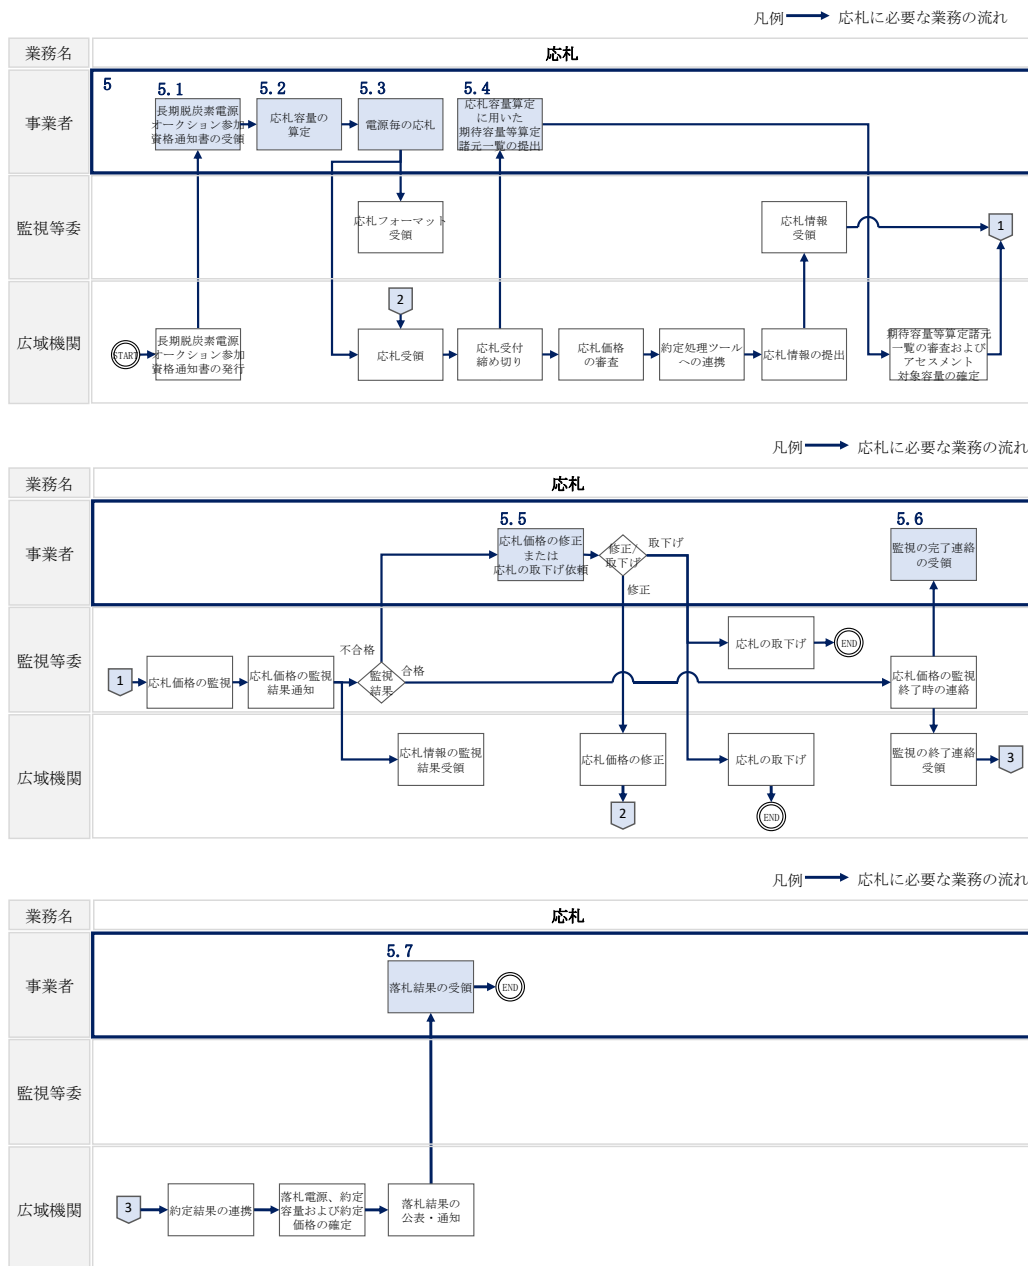 凡例 応札に必要な業務の流れ
業務名
応札
事業者
5
5.1
長期脱炭素電源
オークション参加
資格通知書の受領
5.2
応札容量の
算定
5.3
電源毎の応札
5.4
応札容量算定
に用いた
期待容量等算定
諸元一覧の提出
監視等委
応札フォーマット
受領
応札情報
受領
1
広域機関
START
長期脱炭素電源
オークション参加
資格通知書の発行
2
応札受領
応札受付
締め切り
応札価格
の審査
約定処理ツール
への連携
応札情報の提出
期待容量等算定諸元
一覧の審査および
アセスメント
対象容量の確定
凡例 応札に必要な業務の流れ
業務名
応札
事業者
5.5
応札価格の修正
または
応札の取下げ依頼
修正/
取下げ
取下げ
修正
5.6
監視の完了連絡
の受領
監視等委
1
応札価格の監視
応札価格の監視
結果通知
不合格
監視
結果
合格
応札の取下げ
END
応札価格の監視
終了時の連絡
広域機関
応札情報の監視
結果受領
応札価格の修正
2
応札の取下げ
END
監視の終了連絡
受領
3
凡例 応札に必要な業務の流れ
業務名
応札
事業者
5.7
落札結果の受領
END
監視等委
広域機関
3
約定結果の連携
落札電源、約定
容量および約定
価格の確定
落札結果の
公表・通知